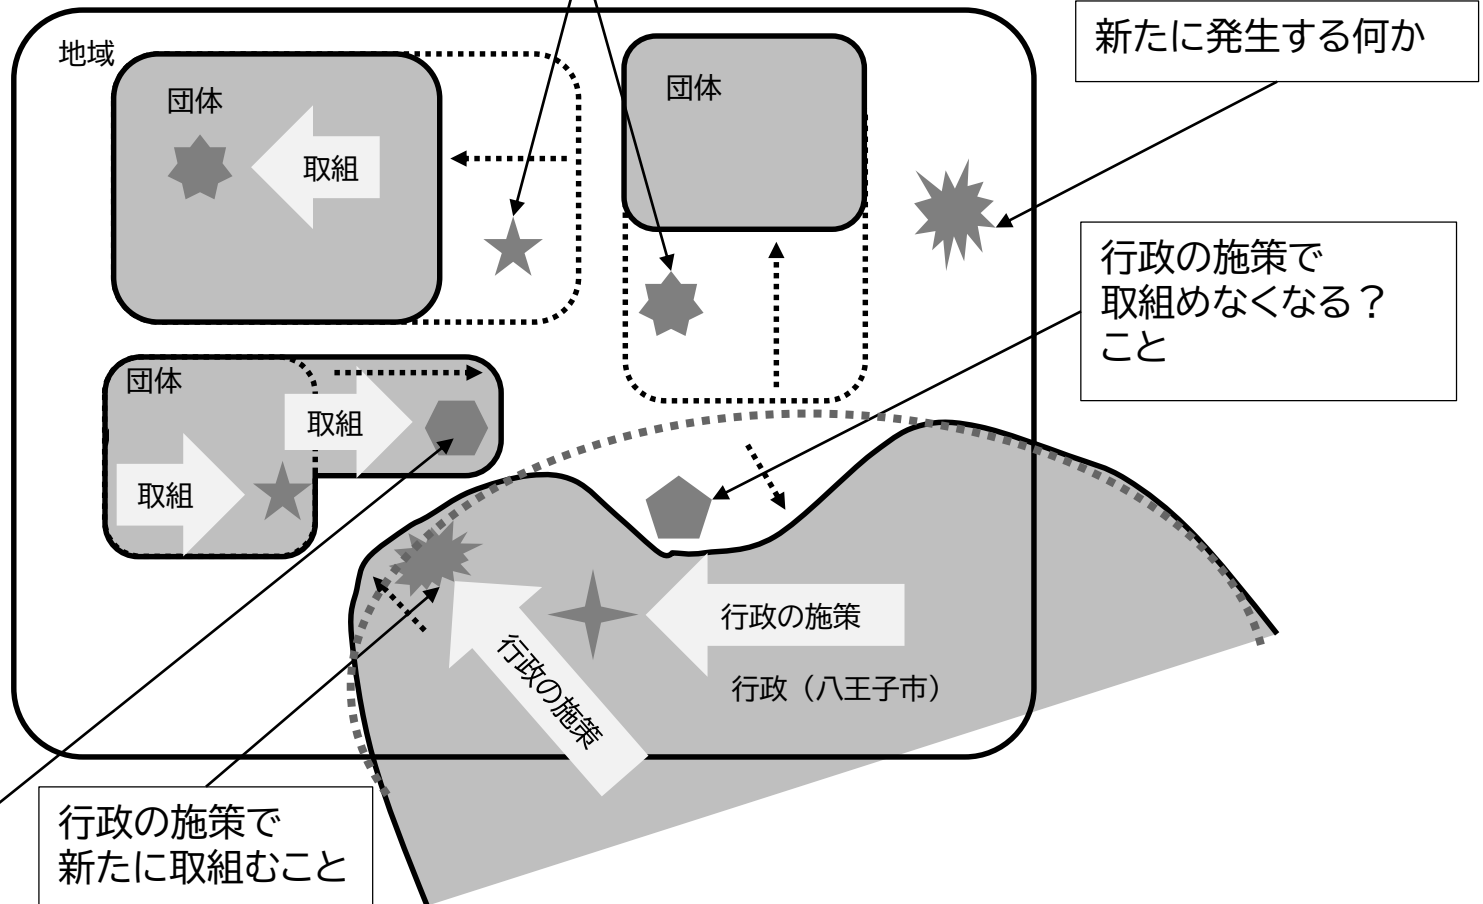 新たに発生する何か
地域
団体
取組
団体
行政の施策で
取組めなくなる？
こと
団体
取組
取組
行政の施策
行政の施策
行政（八王子市）
行政の施策で
新たに取組むこと